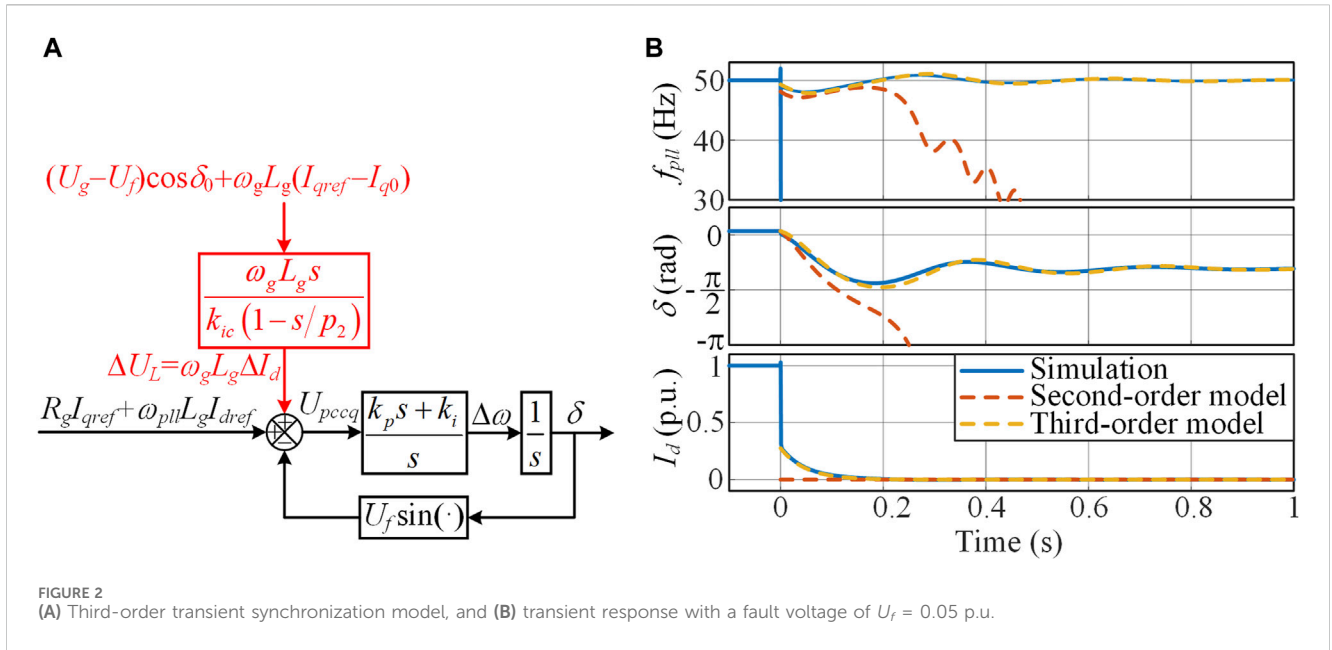 A
(U_g−U_f)cosδ_0+ω_gL_g(I_qref−I_q0)
ω_gL_gs
k_ic(1−s/p_2)
ΔU_L=ω_gL_gΔI_d
R_gI_qref+ω_pllL_gI_dref
U_pccq
k_ps+k_i
s
Δω
1
s
δ
U_f sin(·)
B
f_pll (Hz)
50
40
30
δ (rad)
0
-π/2
-π
I_d (p.u.)
1
0.5
0
Simulation
Second-order model
Third-order model
0 0.2 0.4 0.6 0.8 1
Time (s)
FIGURE 2
(A) Third-order transient synchronization model, and (B) transient response with a fault voltage of U_f = 0.05 p.u.